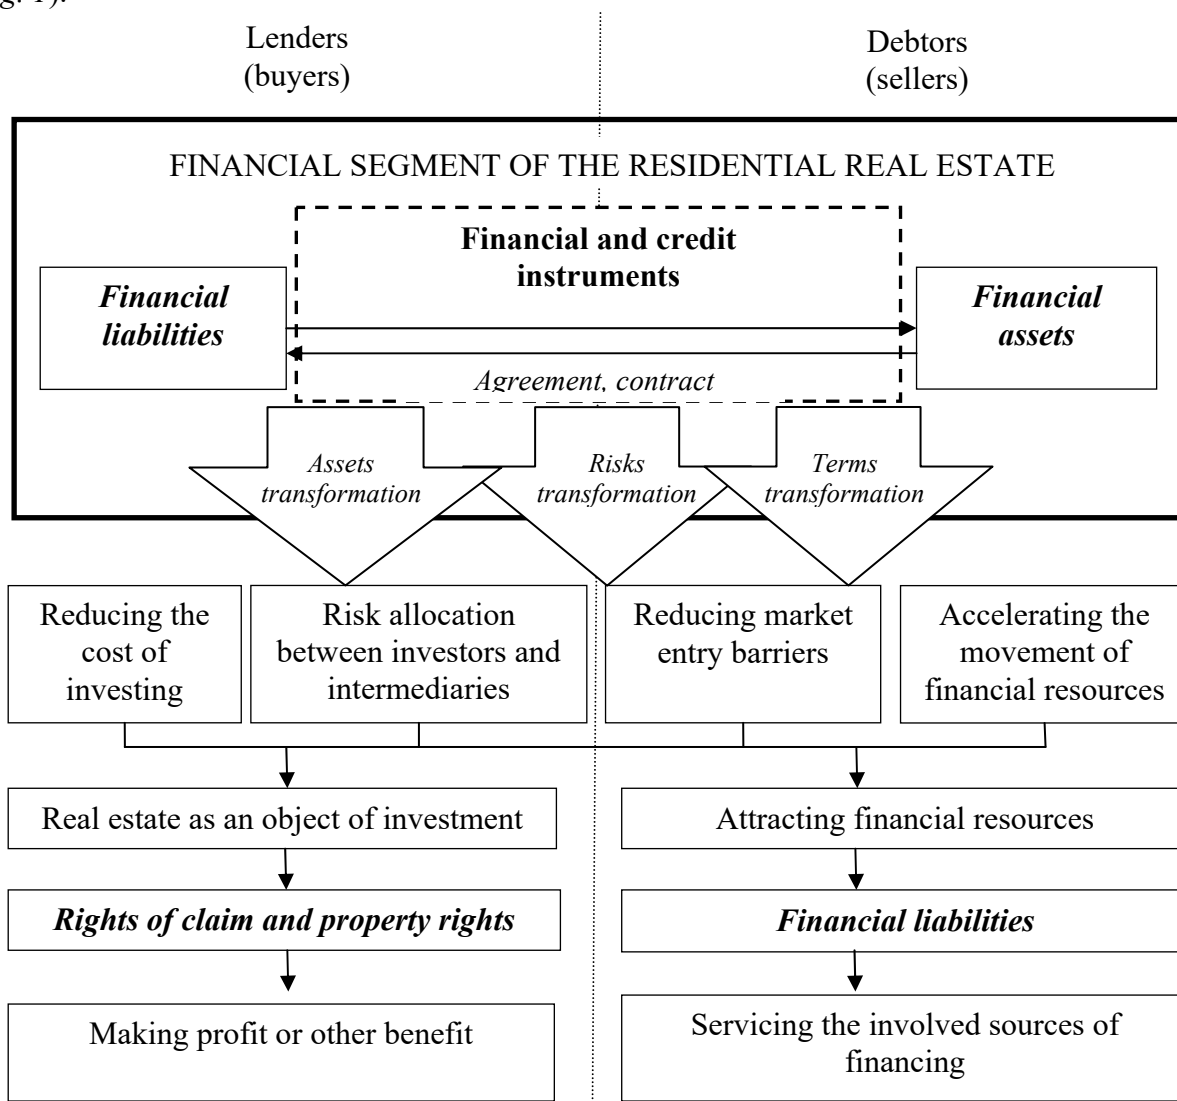 g. 1).
Lenders
(buyers)
Debtors
(sellers)
FINANCIAL SEGMENT OF THE RESIDENTIAL REAL ESTATE
Financial and credit
instruments
Financial
liabilities
Financial
assets
Agreement, contract
Assets
transformation
Risks
transformation
Terms
transformation
Reducing the
cost of
investing
Risk allocation
between investors and
intermediaries
Reducing market
entry barriers
Accelerating the
movement of
financial resources
Real estate as an object of investment
Attracting financial resources
Rights of claim and property rights
Financial liabilities
Making profit or other benefit
Servicing the involved sources of
financing